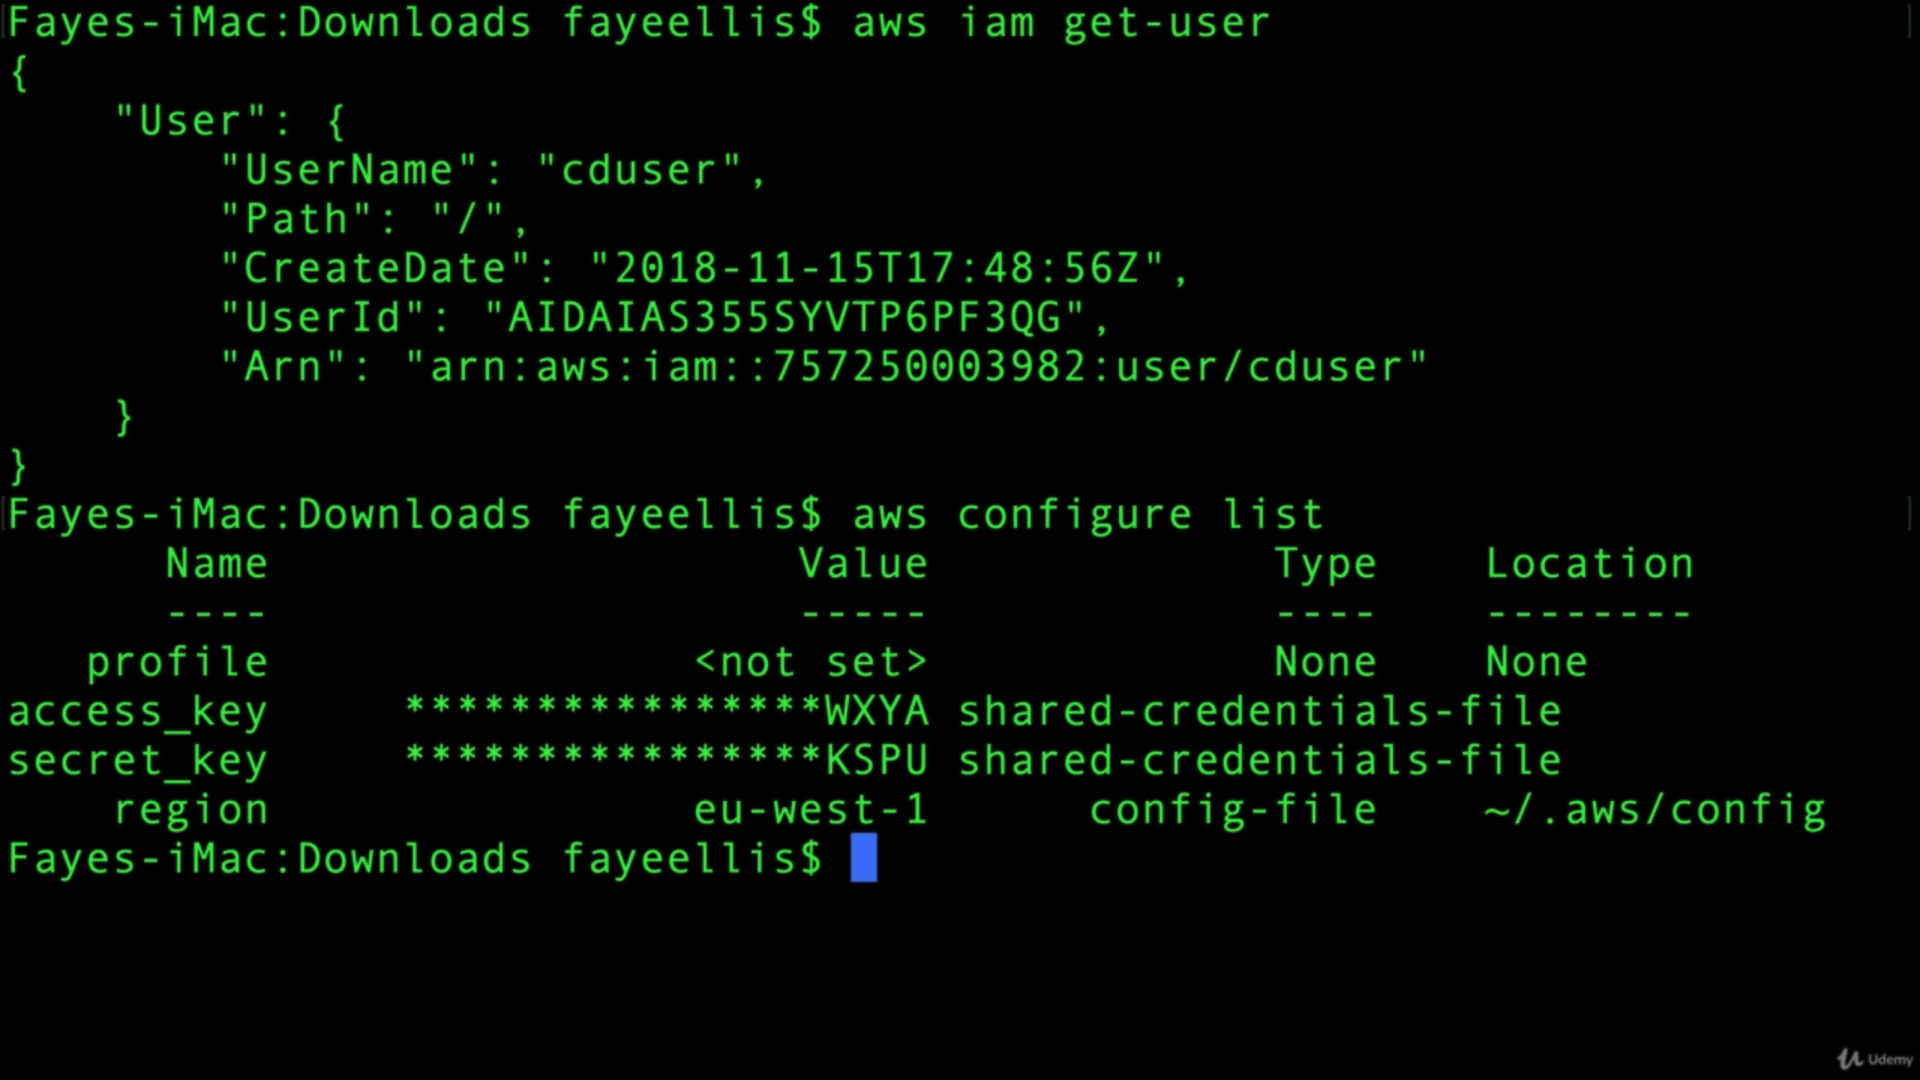 Fayes-iMac:Downloads fayeellis$ aws iam get-user
{
    "User": {
        "UserName": "cduser",
        "Path": "/",
        "CreateDate": "2018-11-15T17:48:56Z",
        "UserId": "AIDAIAS355SYVTP6PF3QG",
        "Arn": "arn:aws:iam::757250003982:user/cduser"
    }
}
Fayes-iMac:Downloads fayeellis$ aws configure list
      Name                    Value             Type    Location
      ----                    -----             ----    --------
   profile                <not set>             None    None
access_key     ****************WXYA shared-credentials-file
secret_key     ****************KSPU shared-credentials-file
    region                eu-west-1      config-file    ~/.aws/config
Fayes-iMac:Downloads fayeellis$
Udemy